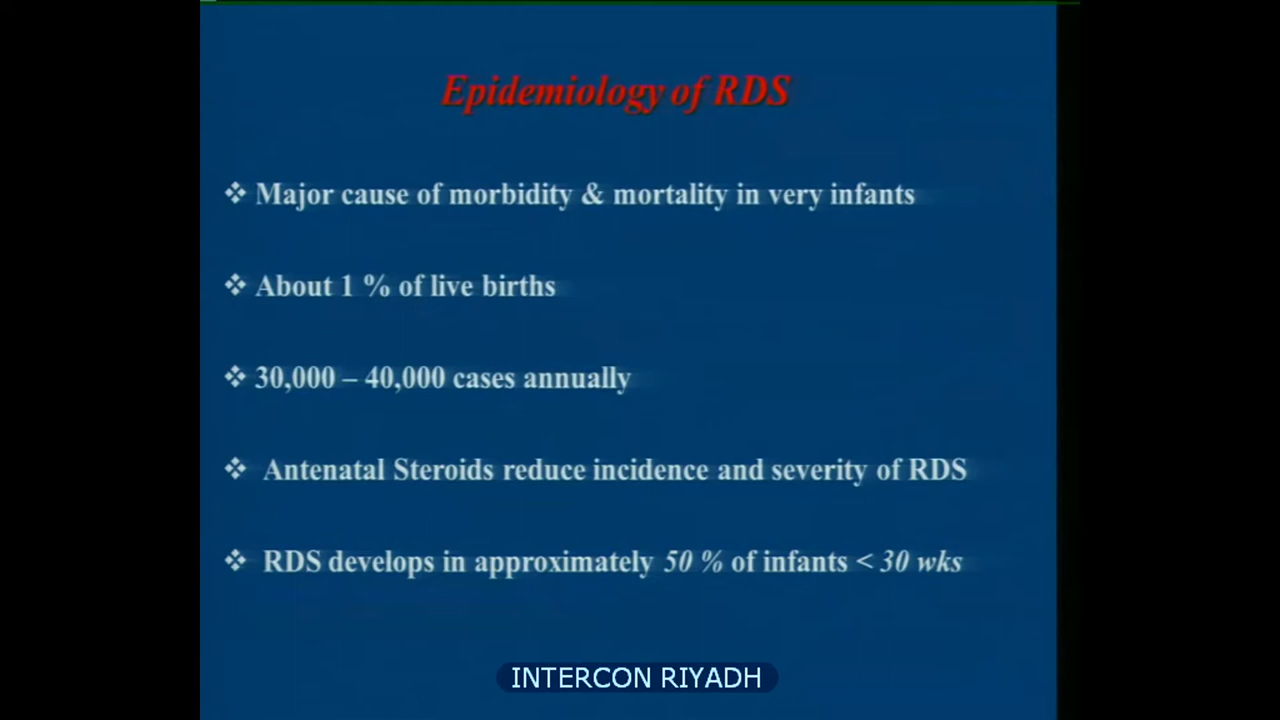 Epidemiology of RDS
❖ Major cause of morbidity & mortality in very infants
❖ About 1 % of live births
❖ 30,000 – 40,000 cases annually
❖ Antenatal Steroids reduce incidence and severity of RDS
❖ RDS develops in approximately 50 % of infants < 30 wks
INTERCON RIYADH